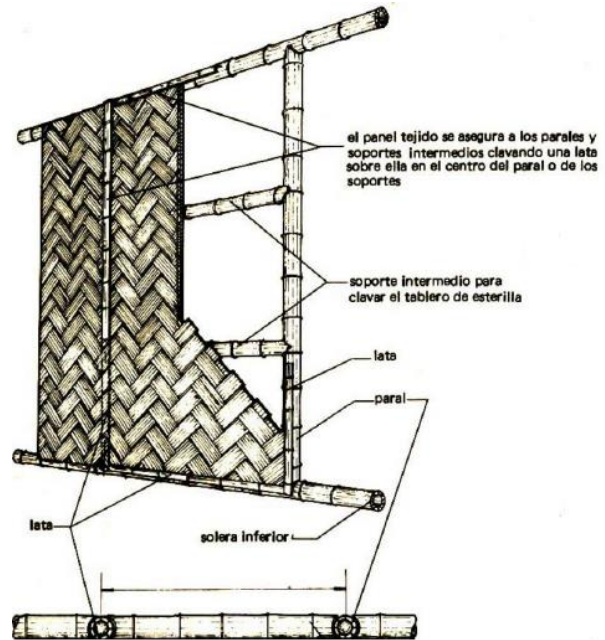 el panel tejido se asegura a los parales y
soportes intermedios clavando una lata
sobre ella en el centro del paral o de los
soportes
soporte intermedio para
clavar el tablero de esterilla
lata
paral
lata
solera inferior